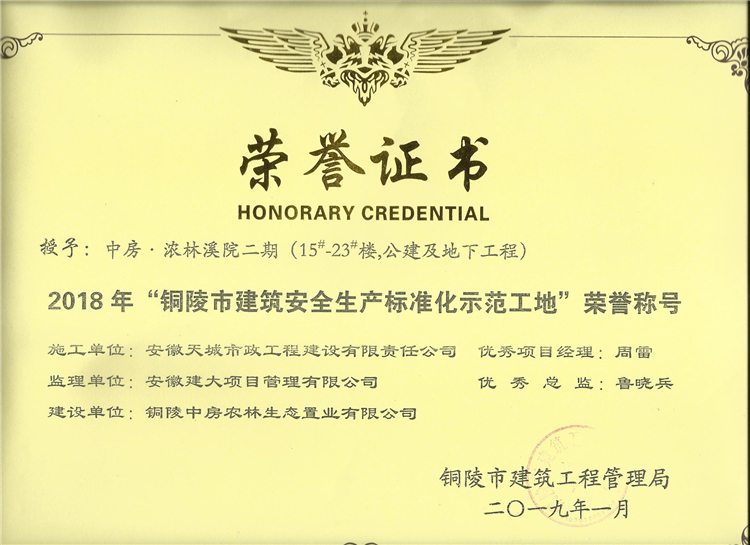 荣誉证书
HONORARY CREDENTIAL
授予：中房·浓林溪院二期（15#-23#楼,公建及地下工程）
2018年“铜陵市建筑安全生产标准化示范工地”荣誉称号
施工单位：安徽天城市政工程建设有限责任公司 优秀项目经理：周雷
监理单位：安徽建大项目管理有限公司 优秀总监：鲁晓兵
建设单位：铜陵中房农林生态置业有限公司
铜陵市建筑工程管理局
二〇一九年一月